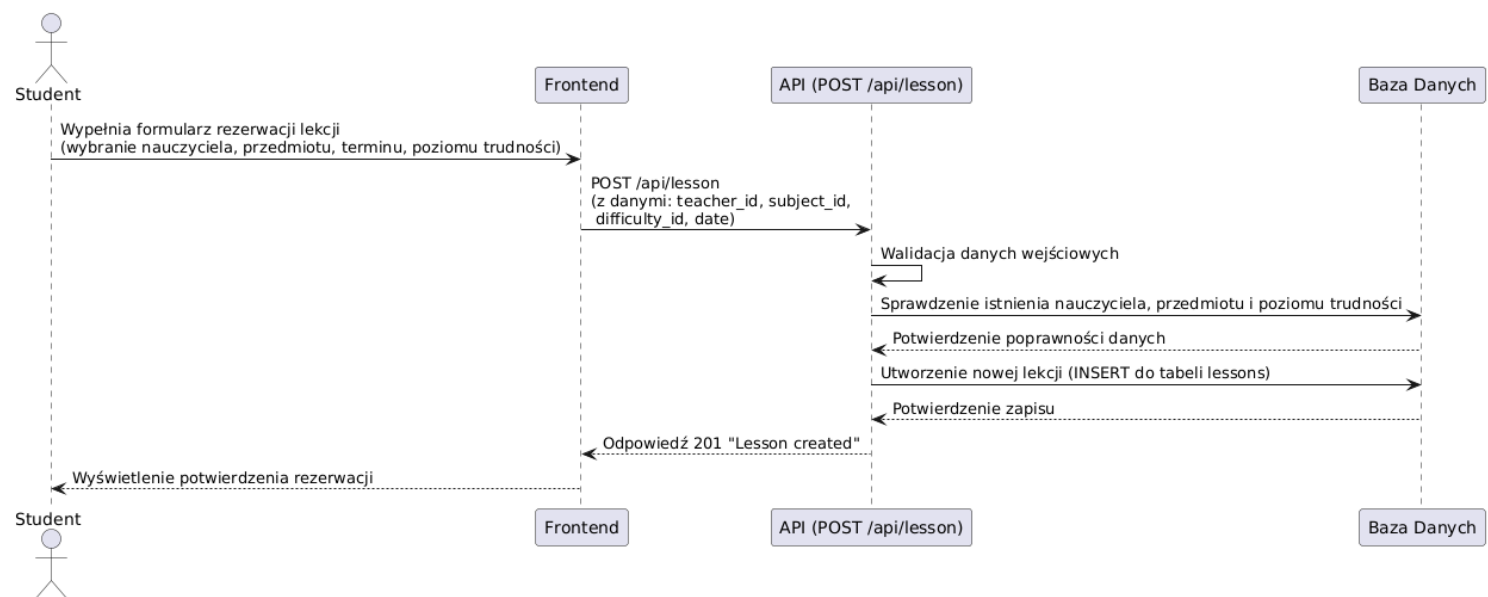 Student
Frontend
API (POST /api/lesson)
Baza Danych
Wypełnia formularz rezerwacji lekcji
(wybranie nauczyciela, przedmiotu, terminu, poziomu trudności)
POST /api/lesson
(z danymi: teacher_id, subject_id,
difficulty_id, date)
Walidacja danych wejściowych
Sprawdzenie istnienia nauczyciela, przedmiotu i poziomu trudności
Potwierdzenie poprawności danych
Utworzenie nowej lekcji (INSERT do tabeli lessons)
Potwierdzenie zapisu
Odpowiedź 201 "Lesson created"
Wyświetlenie potwierdzenia rezerwacji
Student
Frontend
API (POST /api/lesson)
Baza Danych